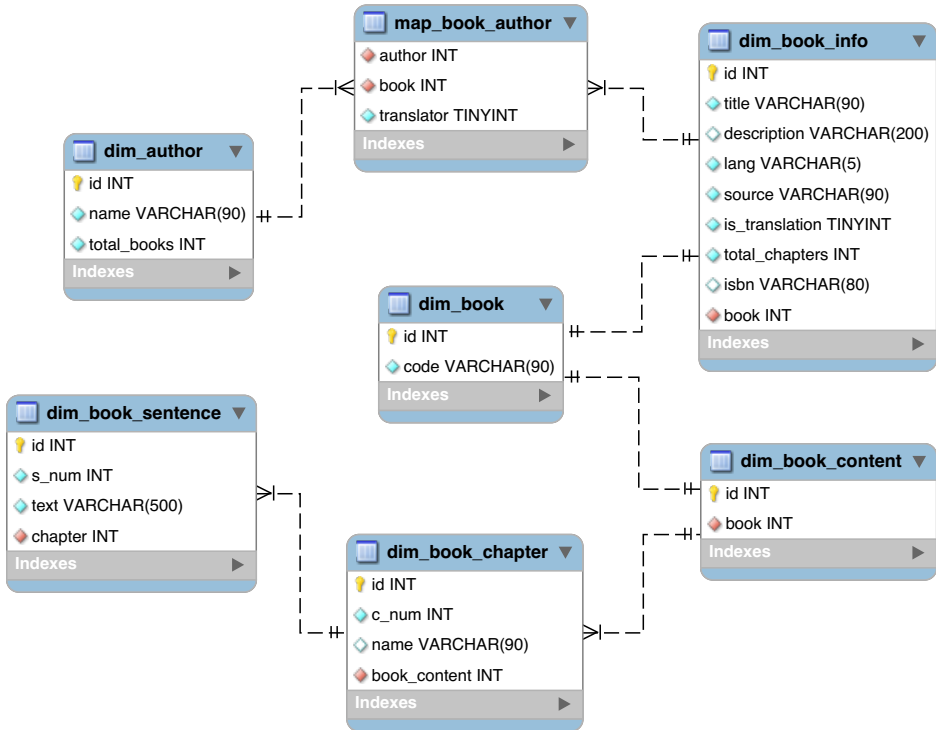 map_book_author
author INT
book INT
translator TINYINT
Indexes
dim_book_info
id INT
title VARCHAR(90)
description VARCHAR(200)
lang VARCHAR(5)
source VARCHAR(90)
is_translation TINYINT
total_chapters INT
isbn VARCHAR(80)
book INT
Indexes
dim_author
id INT
name VARCHAR(90)
total_books INT
Indexes
dim_book
id INT
code VARCHAR(90)
Indexes
dim_book_sentence
id INT
s_num INT
text VARCHAR(500)
chapter INT
Indexes
dim_book_content
id INT
book INT
Indexes
dim_book_chapter
id INT
c_num INT
name VARCHAR(90)
book_content INT
Indexes